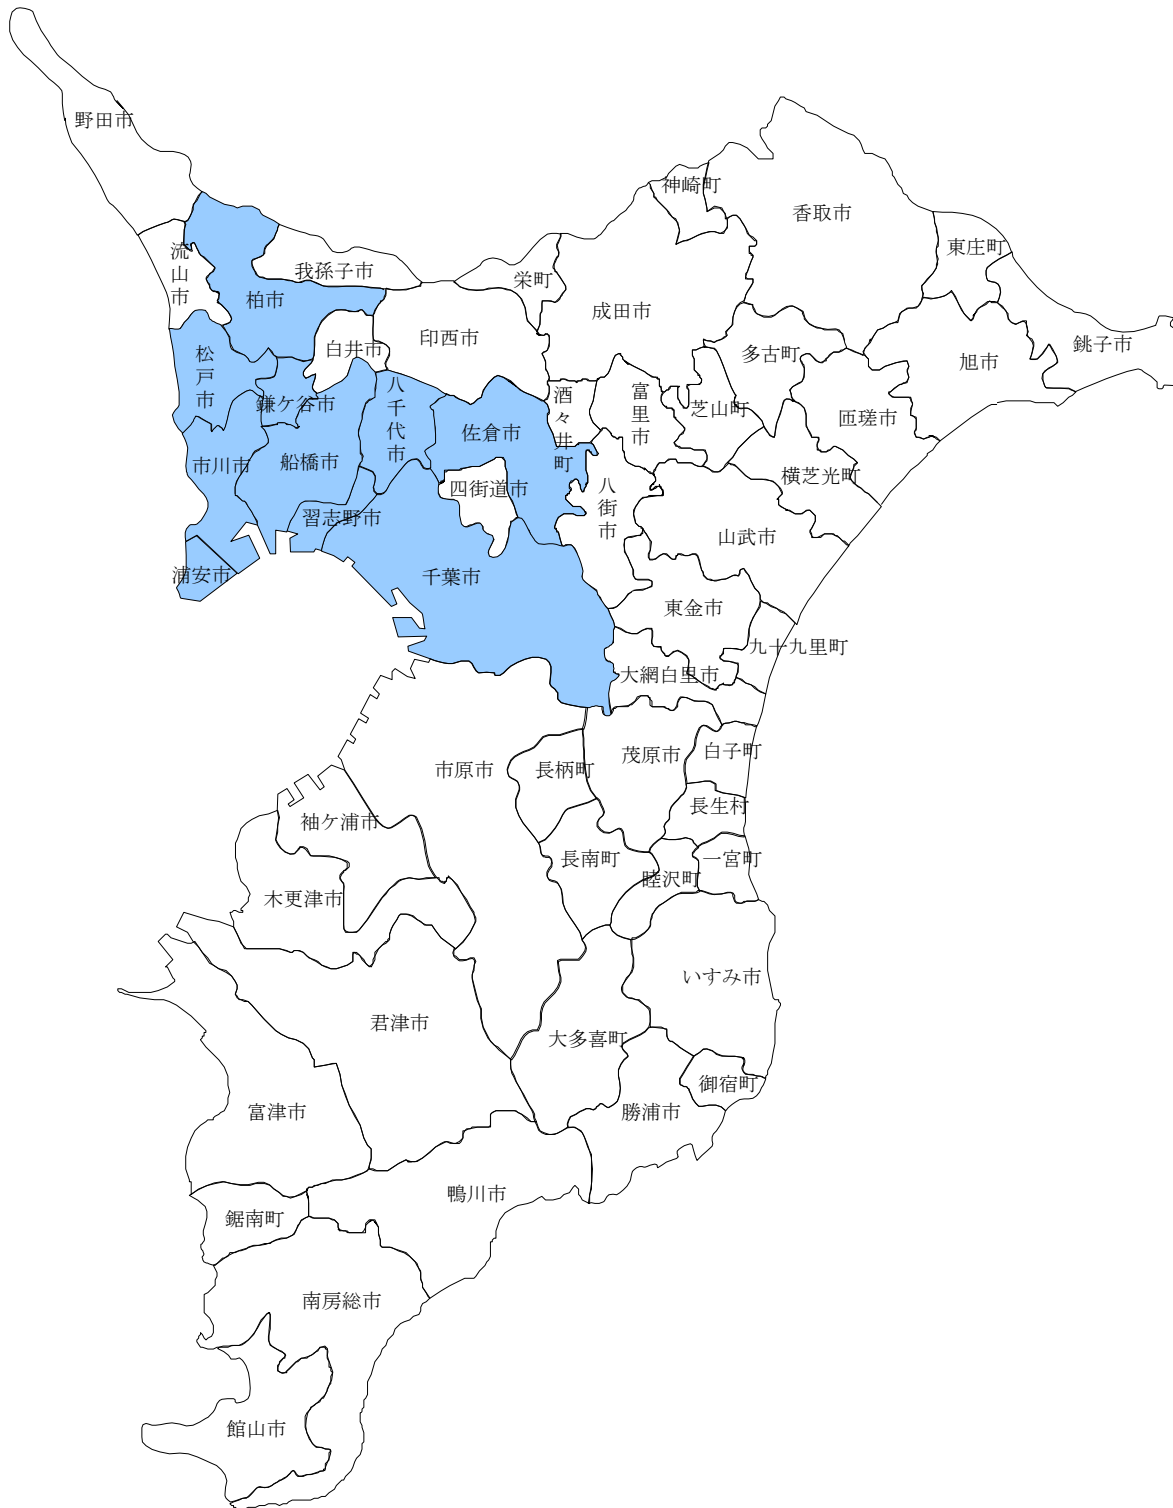 野田市
神崎町
香取市
東庄町
流山市
我孫子市
栄町
柏市
成田市
印西市
銚子市
白井市
多古町
旭市
松戸市
鎌ケ谷市
八千代市
酒々井町
富里市
芝山町
匝瑳市
佐倉市
市川市
船橋市
四街道市
横芝光町
八街市
習志野市
山武市
浦安市
千葉市
東金市
九十九里町
大網白里市
市原市
長柄町
茂原市
白子町
長生村
袖ケ浦市
長南町
一宮町
睦沢町
木更津市
いすみ市
君津市
大多喜町
御宿町
富津市
勝浦市
鴨川市
鋸南町
南房総市
館山市